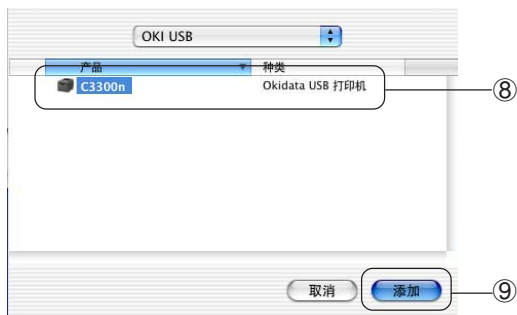 OKI USB
产品 种类
C3300n Okidata USB 打印机
⑧
取消 添加
⑨